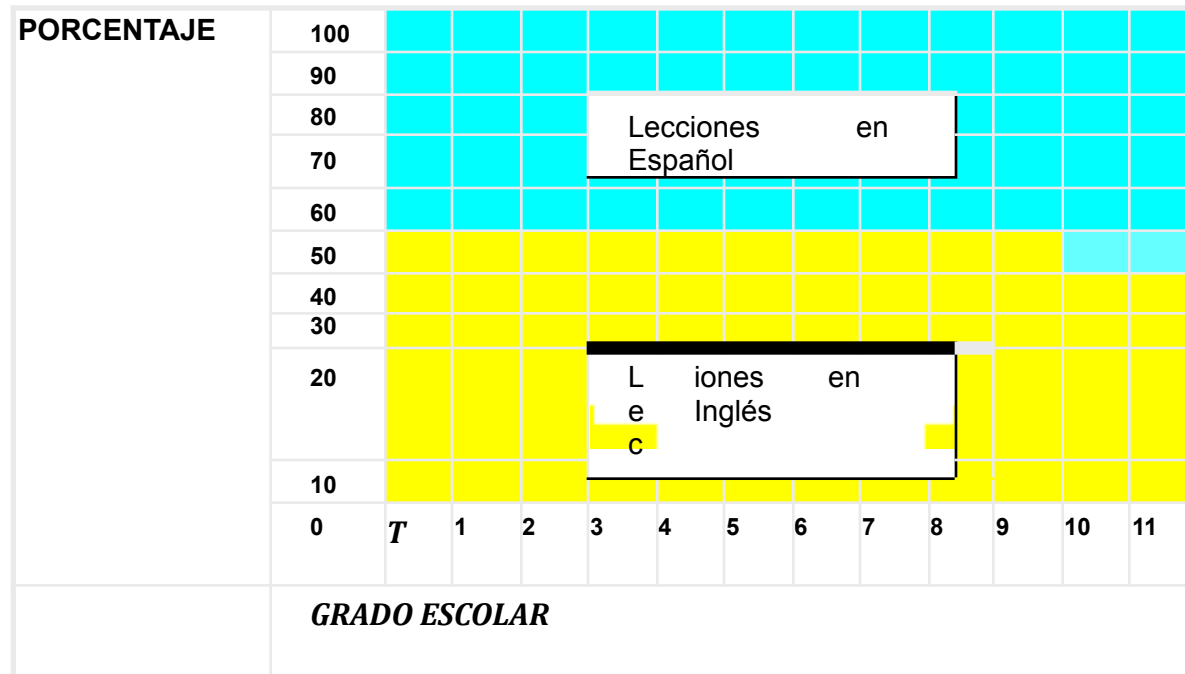 PORCENTAJE
100
90
80
Lecciones en
70
Español
60
50
40
30
20
L iones en
e Inglés
c
10
0 T 1 2 3 4 5 6 7 8 9 10 11
GRADO ESCOLAR